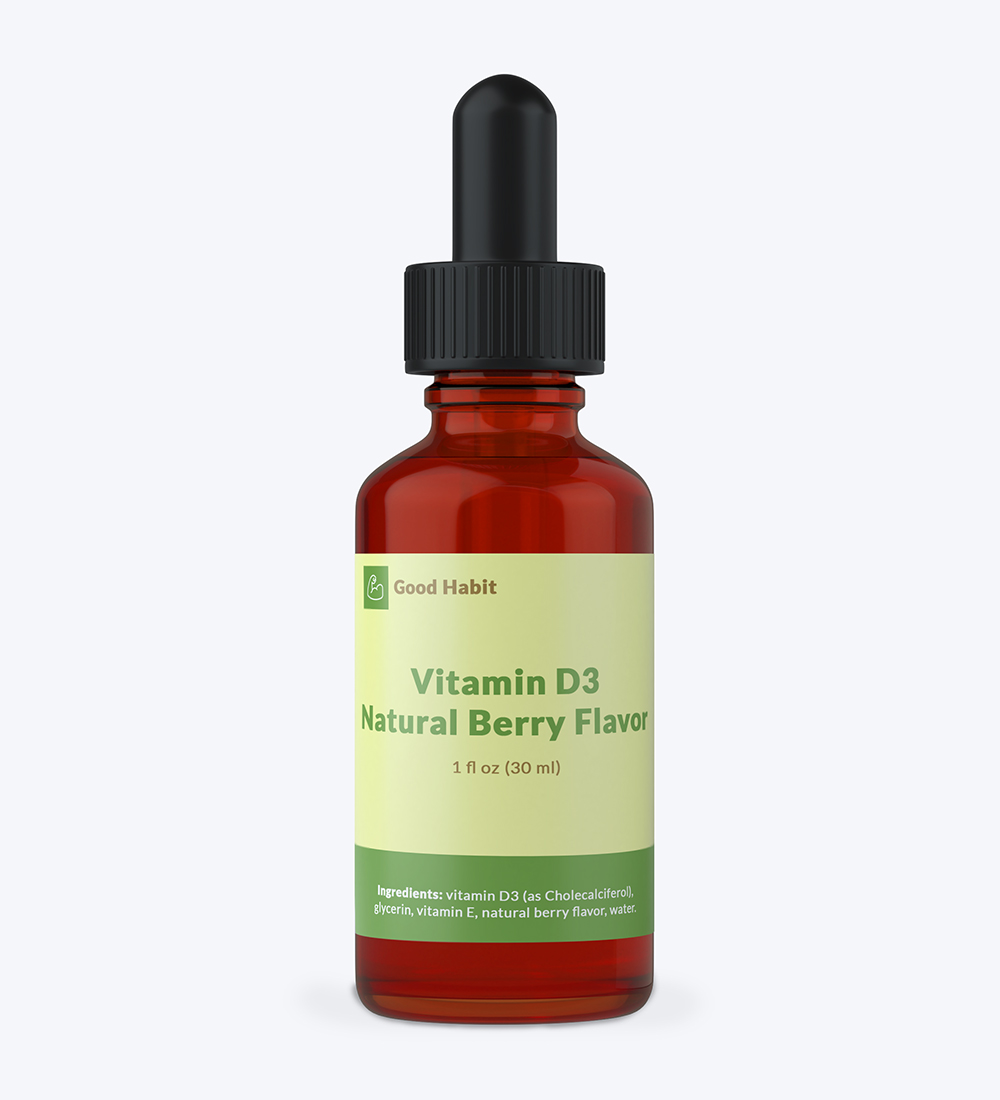 Good Habit
Vitamin D3
Natural Berry Flavor
1 fl oz (30 ml)
Ingredients: vitamin D3 (as Cholecalciferol),
glycerin, vitamin E, natural berry flavor, water.